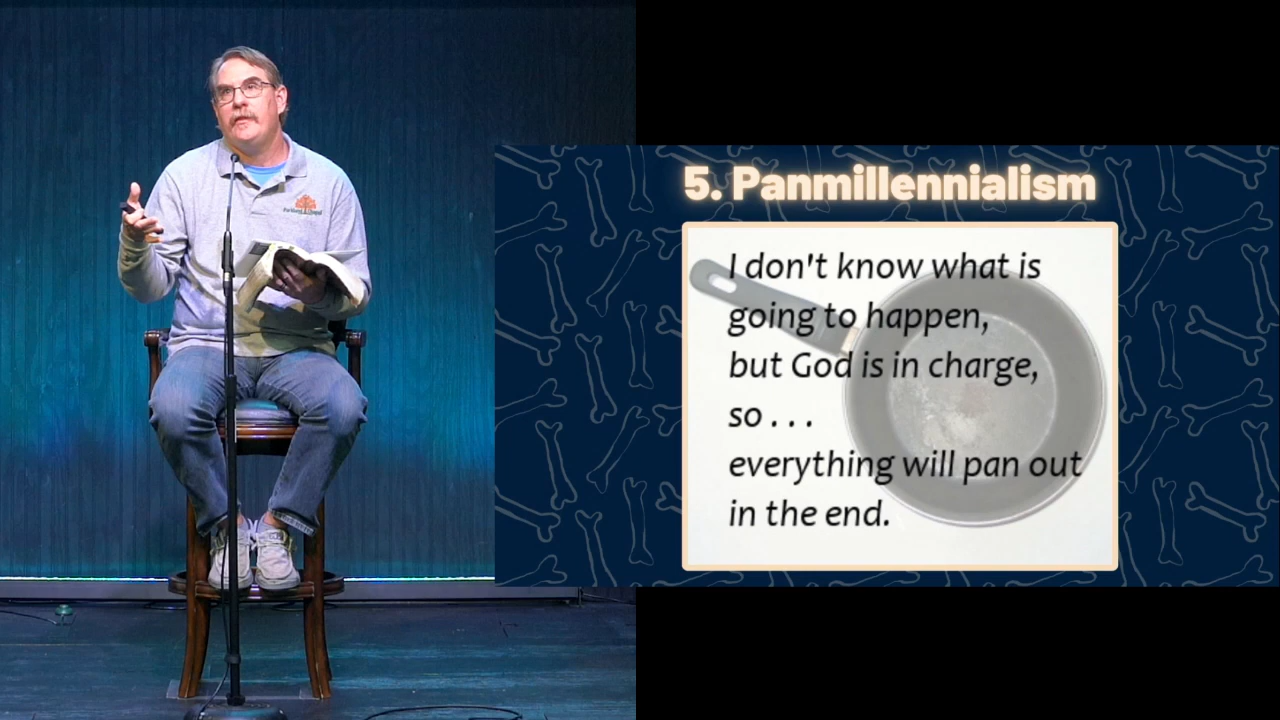 5. Panmillennialism
I don't know what is
going to happen,
but God is in charge,
so . . .
everything will pan out
in the end.